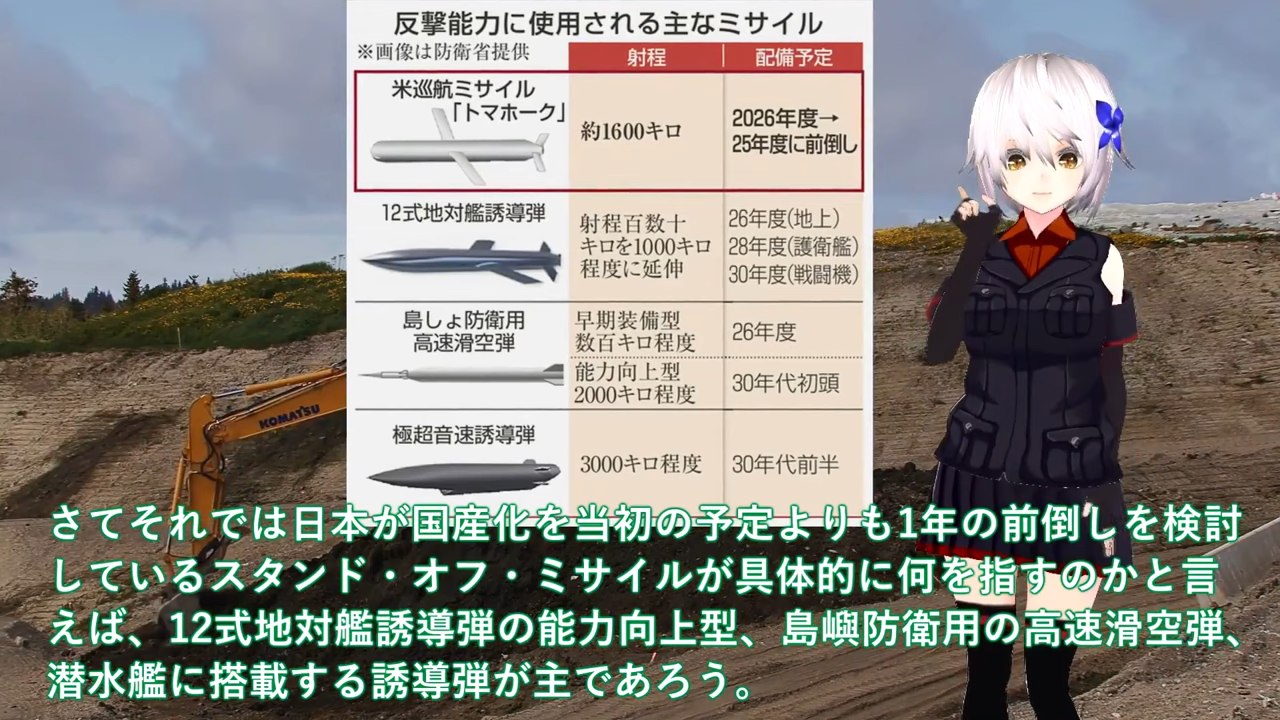 反撃能力に使用される主なミサイル
※画像は防衛省提供
射程
配備予定
米巡航ミサイル
「トマホーク」
約1600キロ
2026年度→
25年度に前倒し
12式地対艦誘導弾
射程百数十
キロを1000キロ
程度に延伸
26年度(地上)
28年度(護衛艦)
30年度(戦闘機)
島しょ防衛用
高速滑空弾
早期装備型
数百キロ程度
26年度
能力向上型
2000キロ程度
30年代初頭
極超音速誘導弾
3000キロ程度
30年代前半
KOMATSU
さてそれでは日本が国産化を当初の予定よりも1年の前倒しを検討
しているスタンド・オフ・ミサイルが具体的に何を指すのかと言
えば、12式地対艦誘導弾の能力向上型、島嶼防衛用の高速滑空弾、
潜水艦に搭載する誘導弾が主であろう。